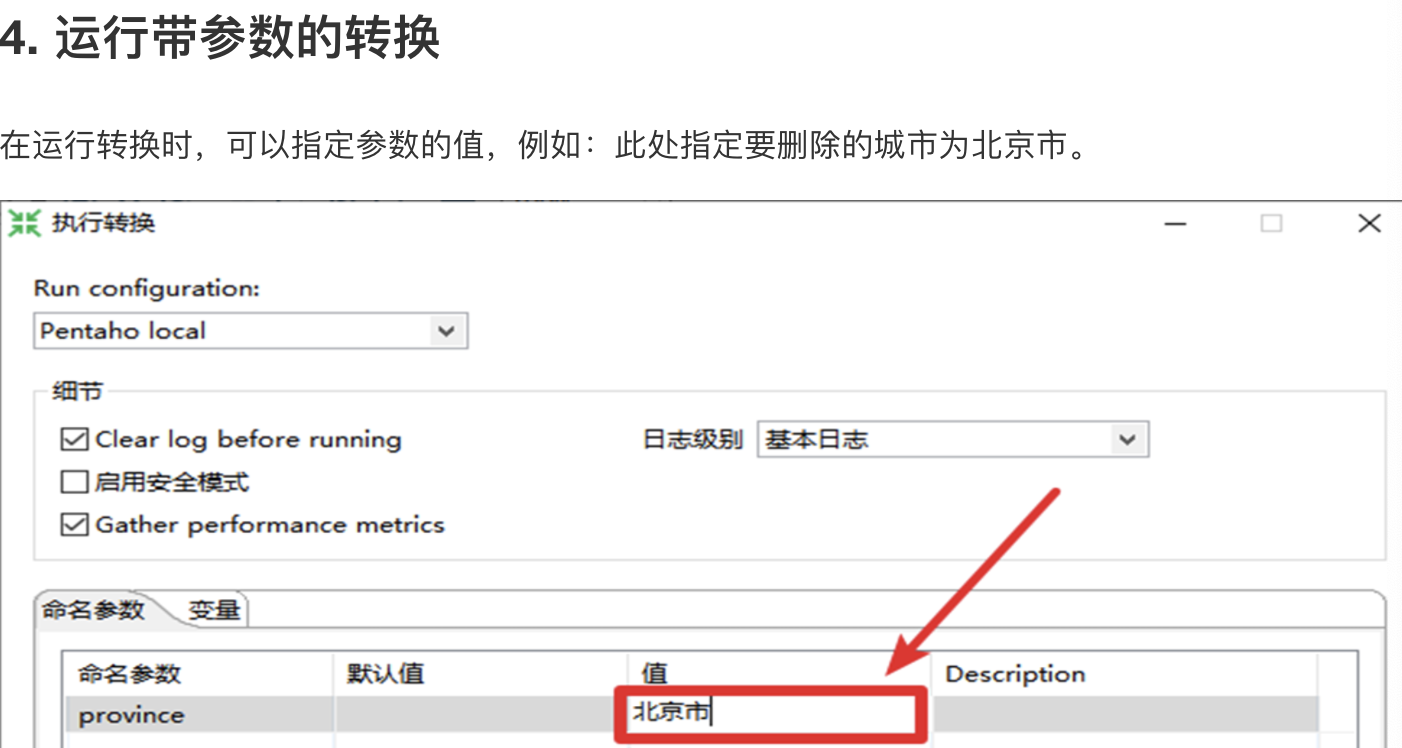 4. 运行带参数的转换
在运行转换时，可以指定参数的值，例如：此处指定要删除的城市为北京市。
执行转换
Run configuration:
Pentaho local
细节
Clear log before running 日志级别 基本日志
启用安全模式
Gather performance metrics
命名参数 变量
命名参数 默认值 值 Description
province 北京市